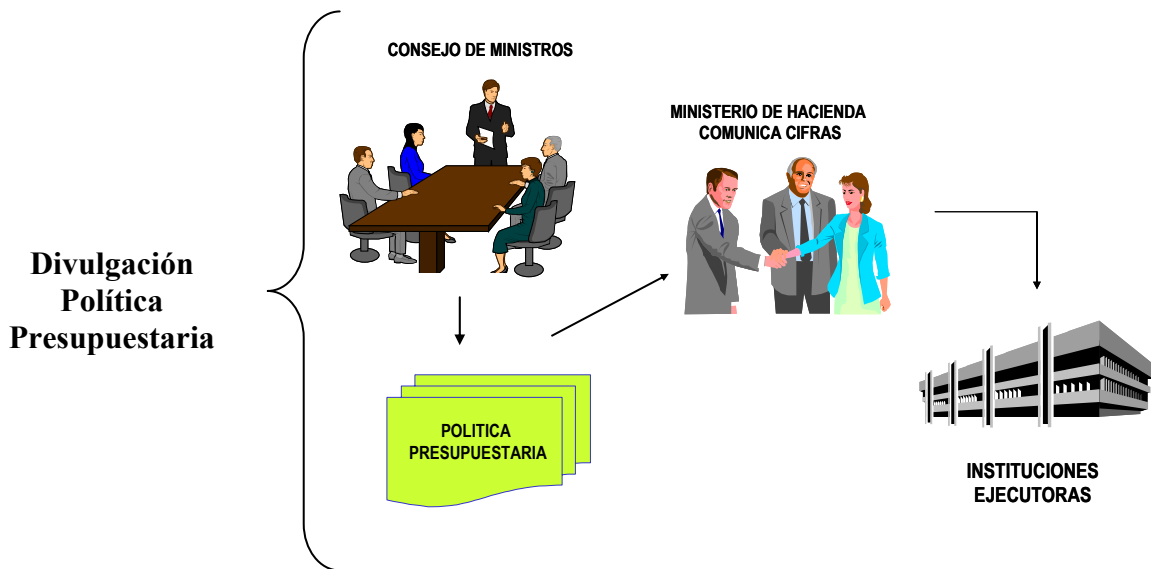 Divulgación
Política
Presupuestaria
CONSEJO DE MINISTROS
POLITICA
PRESUPUESTARIA
MINISTERIO DE HACIENDA
COMUNICA CIFRAS
INSTITUCIONES
EJECUTORAS